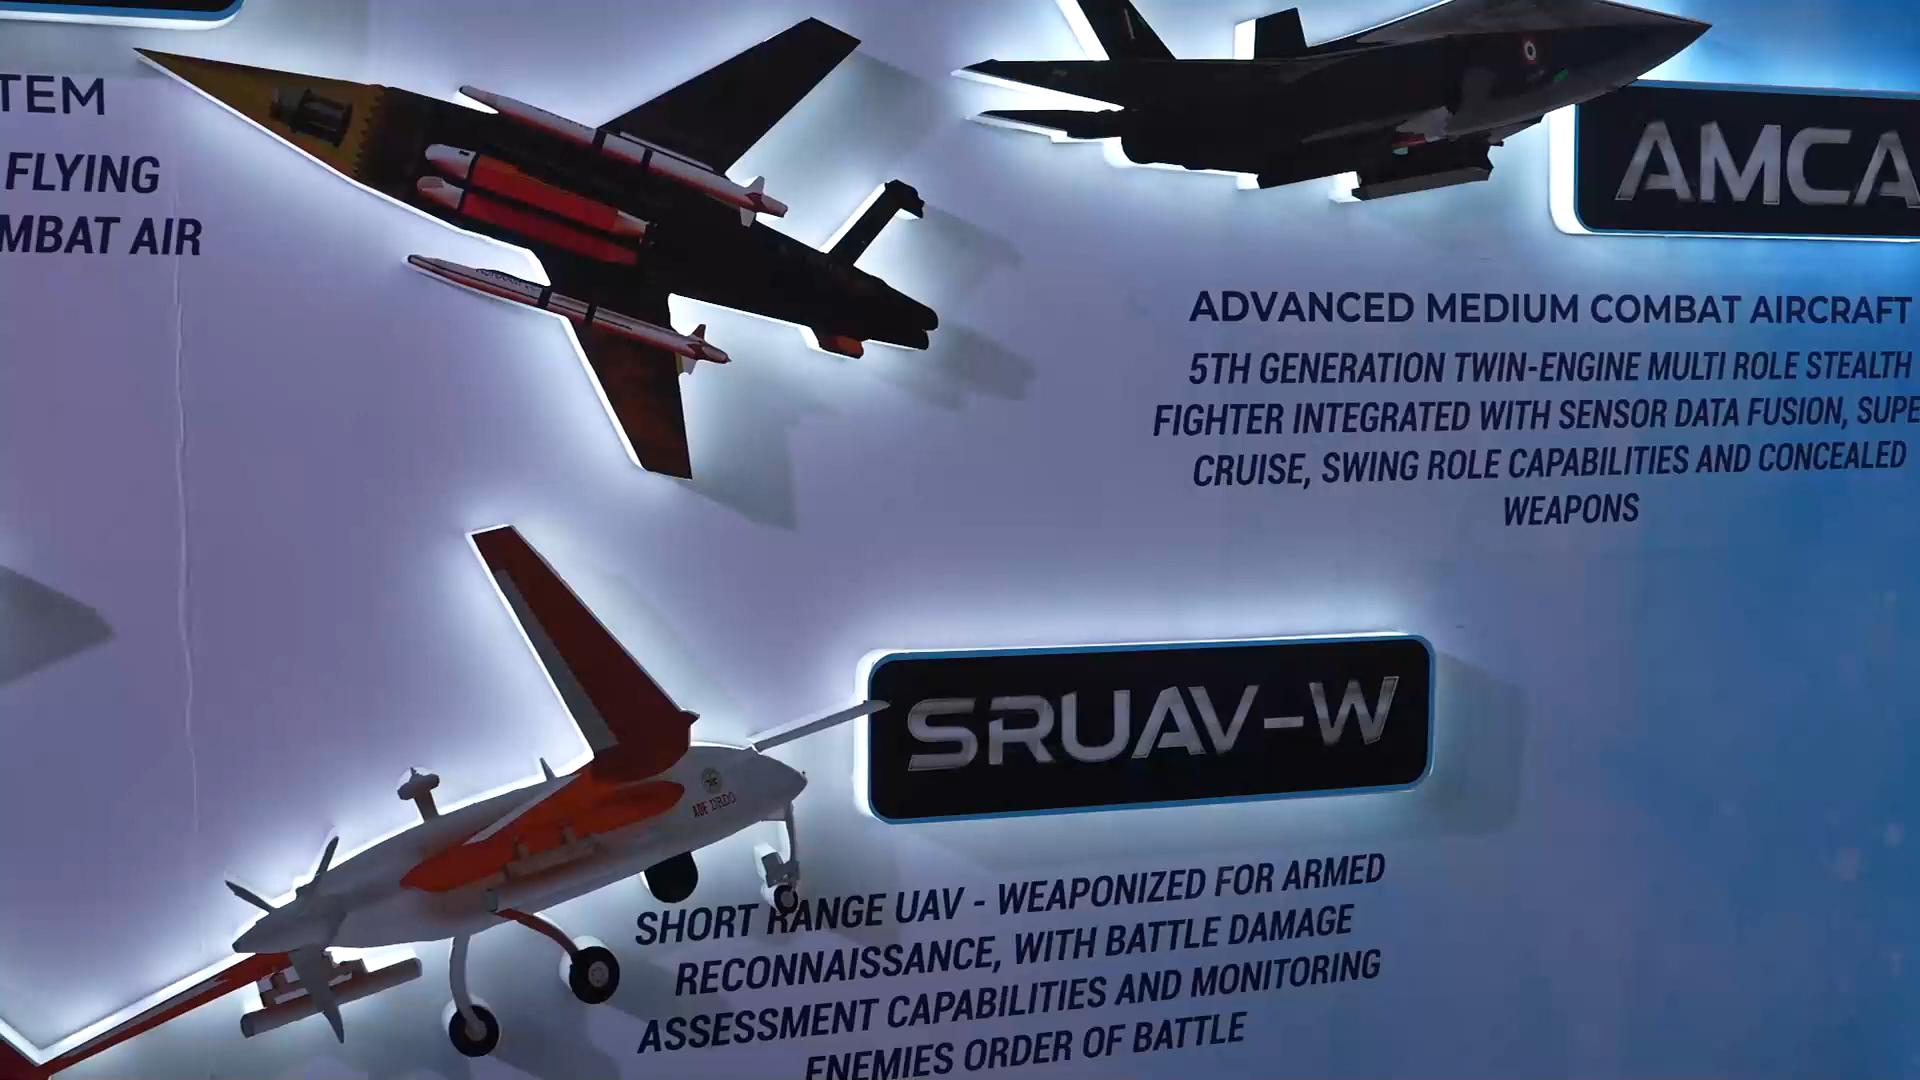 TEM
FLYING
MBAT AIR
AMCA
ADVANCED MEDIUM COMBAT AIRCRAFT
5TH GENERATION TWIN-ENGINE MULTI ROLE STEALTH
FIGHTER INTEGRATED WITH SENSOR DATA FUSION, SUPE
CRUISE, SWING ROLE CAPABILITIES AND CONCEALED
WEAPONS
SRUAV-W
ADE DRDO
SHORT RANGE UAV - WEAPONIZED FOR ARMED
RECONNAISSANCE, WITH BATTLE DAMAGE
ASSESSMENT CAPABILITIES AND MONITORING
ENEMIES ORDER OF BATTLE